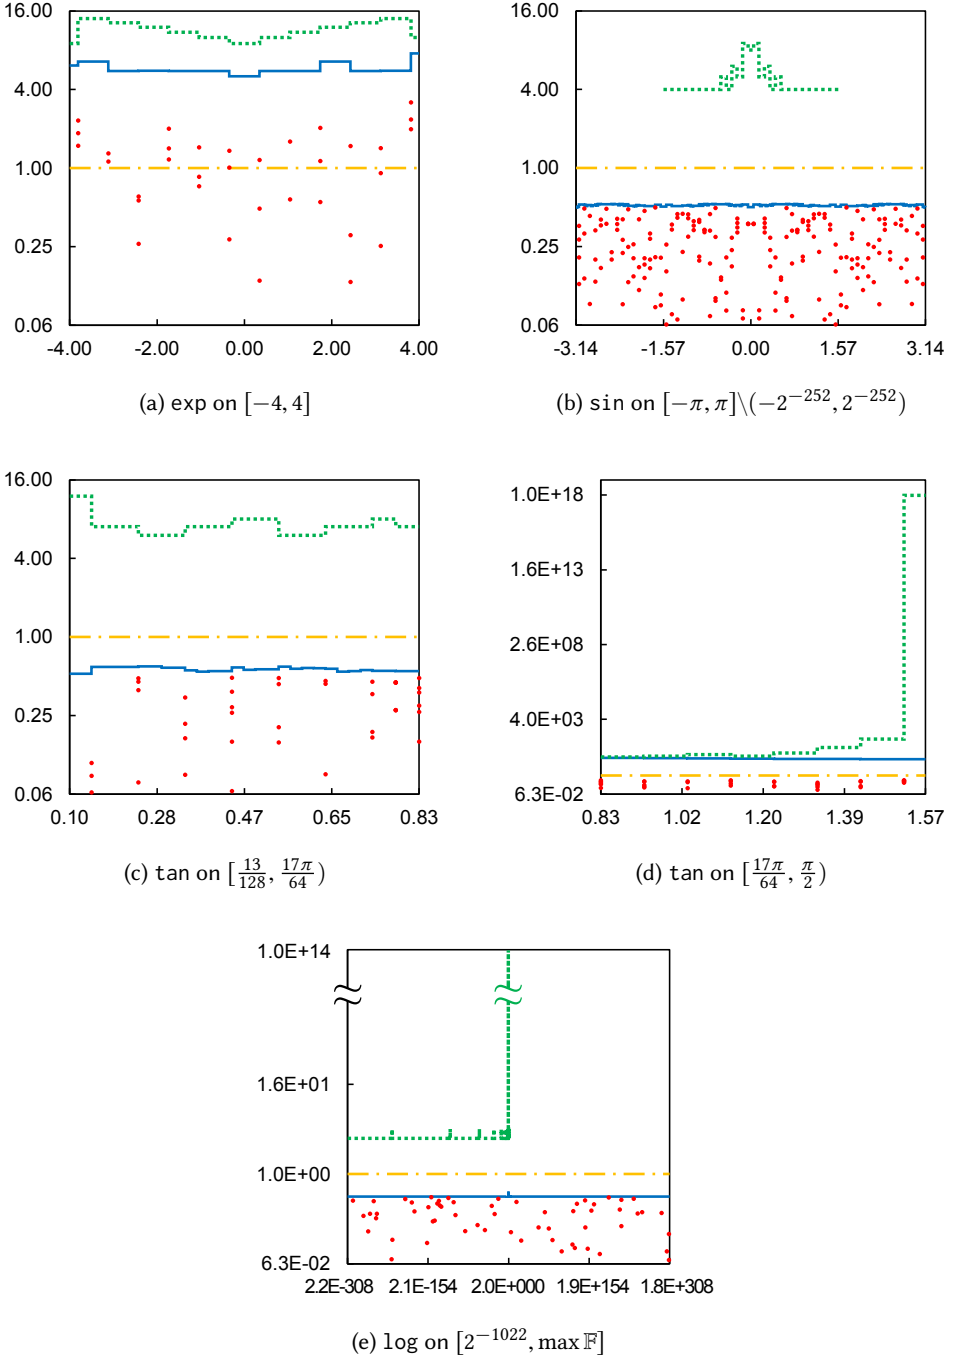 16.00
4.00
1.00
0.25
0.06
-4.00 -2.00 0.00 2.00 4.00
(a) exp on [−4, 4]
16.00
4.00
1.00
0.25
0.06
-3.14 -1.57 0.00 1.57 3.14
(b) sin on [−π, π]\(−2^{−252}, 2^{−252})
16.00
4.00
1.00
0.25
0.06
0.10 0.28 0.47 0.65 0.83
(c) tan on [13/128, 17π/64)
1.0E+18
1.6E+13
2.6E+08
4.0E+03
6.3E-02
0.83 1.02 1.20 1.39 1.57
(d) tan on [17π/64, π/2)
1.0E+14
1.6E+01
1.0E+00
6.3E-02
2.2E-308 2.1E-154 2.0E+000 1.9E+154 1.8E+308
(e) log on [2^{−1022}, max 𝔽]